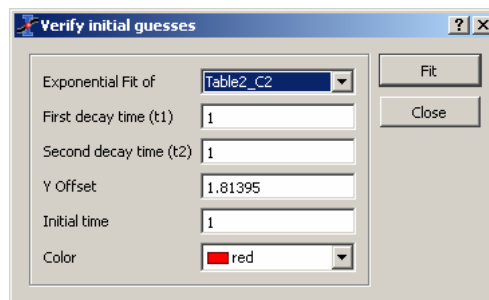 Verify initial guesses
Exponential Fit of Table2_C2 Fit
First decay time (t1) 1 Close
Second decay time (t2) 1
Y Offset 1.81395
Initial time 1
Color red